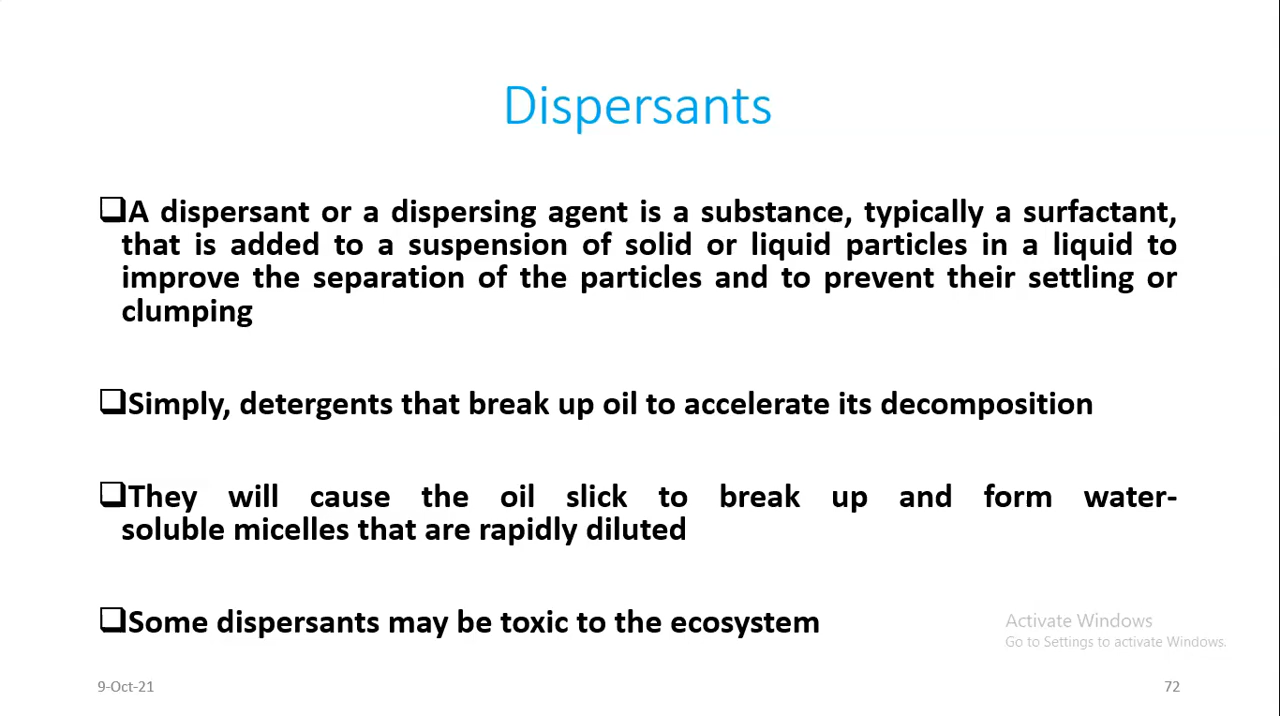 Dispersants
❑A dispersant or a dispersing agent is a substance, typically a surfactant,
that is added to a suspension of solid or liquid particles in a liquid to
improve the separation of the particles and to prevent their settling or
clumping
❑Simply, detergents that break up oil to accelerate its decomposition
❑They will cause the oil slick to break up and form water-
soluble micelles that are rapidly diluted
❑Some dispersants may be toxic to the ecosystem
Activate Windows
Go to Settings to activate Windows.
9-Oct-21
72